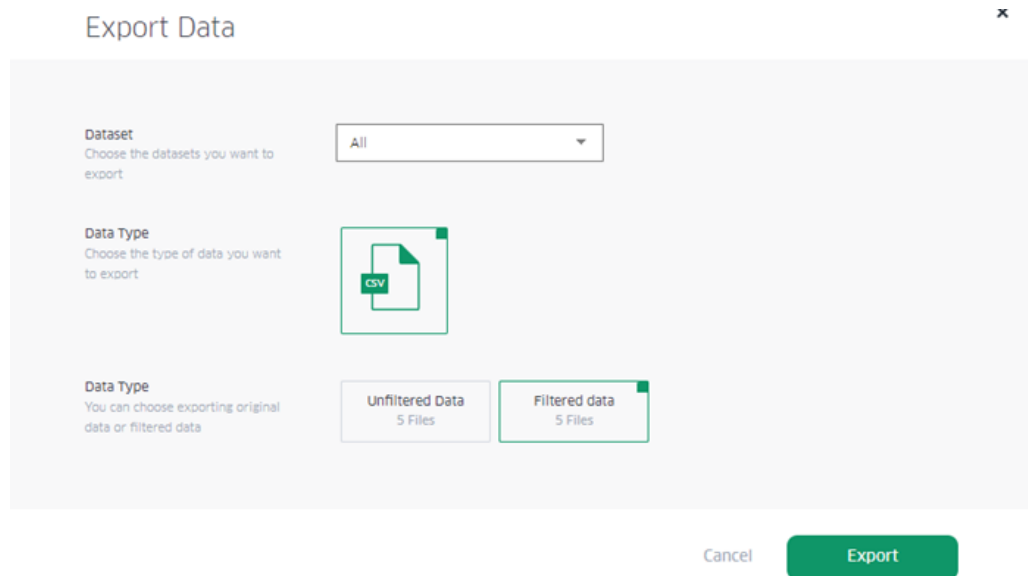 Export Data
x
Dataset
Choose the datasets you want to
export
All
Data Type
Choose the type of data you want
to export
CSV
Data Type
You can choose exporting original
data or filtered data
Unfiltered Data
5 Files
Filtered data
5 Files
Cancel
Export